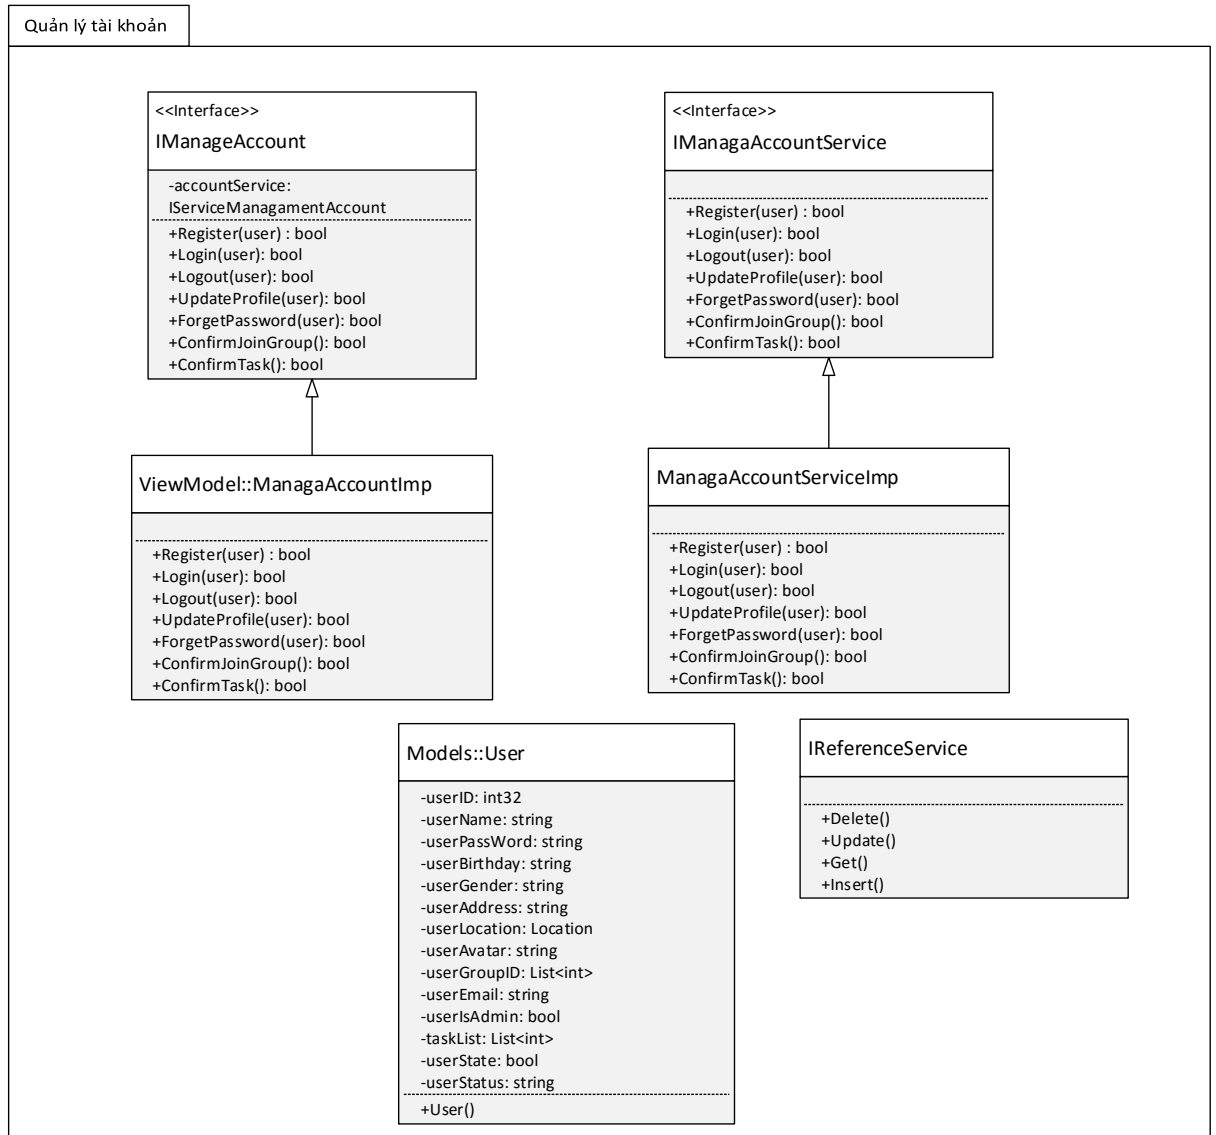 Quản lý tài khoản
<<Interface>>
IManageAccount
-accountService:
IServiceManagamentAccount
+Register(user) : bool
+Login(user): bool
+Logout(user): bool
+UpdateProfile(user): bool
+ForgetPassword(user): bool
+ConfirmJoinGroup(): bool
+ConfirmTask(): bool
<<Interface>>
IManagaAccountService
+Register(user) : bool
+Login(user): bool
+Logout(user): bool
+UpdateProfile(user): bool
+ForgetPassword(user): bool
+ConfirmJoinGroup(): bool
+ConfirmTask(): bool
ViewModel::ManagaAccountImp
+Register(user) : bool
+Login(user): bool
+Logout(user): bool
+UpdateProfile(user): bool
+ForgetPassword(user): bool
+ConfirmJoinGroup(): bool
+ConfirmTask(): bool
ManagaAccountServiceImp
+Register(user) : bool
+Login(user): bool
+Logout(user): bool
+UpdateProfile(user): bool
+ForgetPassword(user): bool
+ConfirmJoinGroup(): bool
+ConfirmTask(): bool
Models::User
-userID: int32
-userName: string
-userPassWord: string
-userBirthday: string
-userGender: string
-userAddress: string
-userLocation: Location
-userAvatar: string
-userGroupID: List<int>
-userEmail: string
-userIsAdmin: bool
-taskList: List<int>
-userState: bool
-userStatus: string
+User()
IReferenceService
+Delete()
+Update()
+Get()
+Insert()